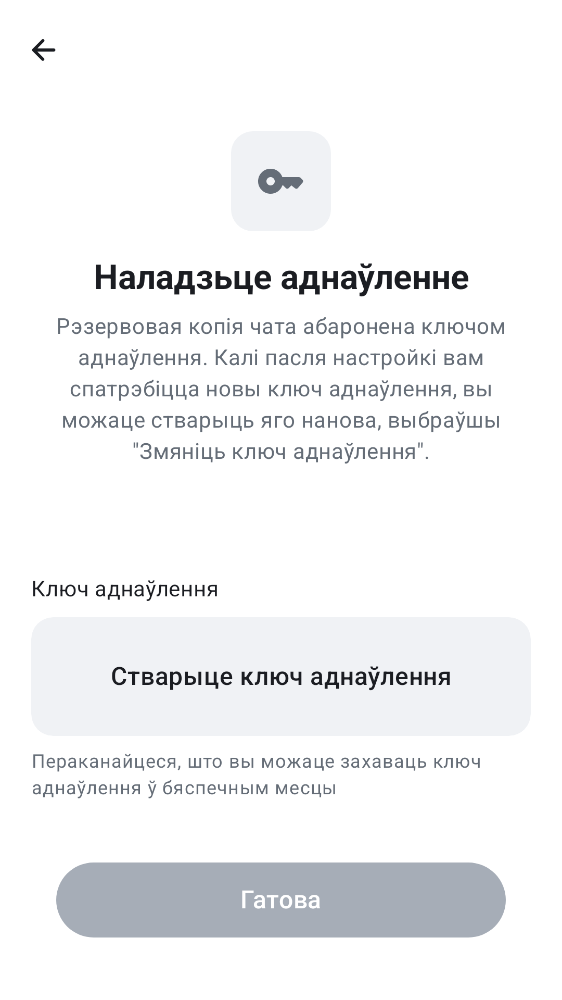 Наладзьце аднаўленне
Рэзервовая копія чата абаронена ключом
аднаўлення. Калі пасля настройкі вам
спатрэбіцца новы ключ аднаўлення, вы
можаце стварыць яго нанова, выбраўшы
"Змяніць ключ аднаўлення".
Ключ аднаўлення
Стварыце ключ аднаўлення
Пераканайцеся, што вы можаце захаваць ключ
аднаўлення ў бяспечным месцы
Гатова